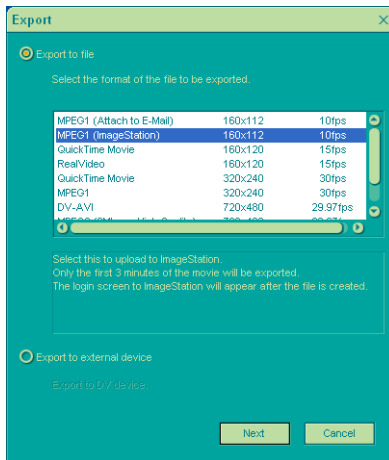 Export
Export to file
Select the format of the file to be exported.
MPEG1 (Attach to E-Mail) 160x112 10fps
MPEG1 (ImageStation) 160x112 10fps
QuickTime Movie 160x120 15fps
RealVideo 160x120 15fps
QuickTime Movie 320x240 30fps
MPEG1 320x240 30fps
DV-AVI 720x480 29.97fps
Select this to upload to ImageStation.
Only the first 3 minutes of the movie will be exported.
The login screen to ImageStation will appear after the file is created.
Export to external device
Export to DV device.
Next Cancel